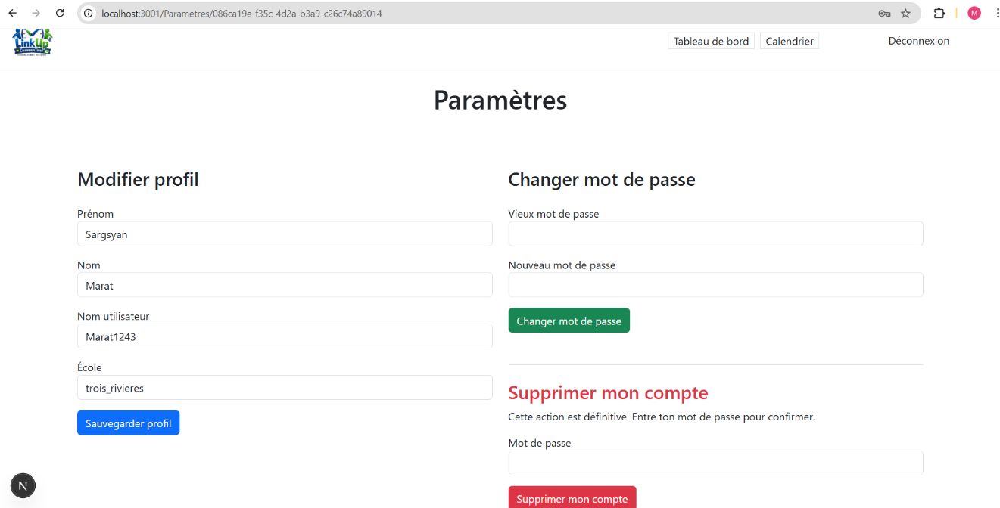 localhost:3001/Parametres/086ca19e-f35c-4d2a-b3a9-c26c74a89014
M
LinkUp
Tableau de bord
Calendrier
Déconnexion
Paramètres
Modifier profil
Prénom
Sargsyan
Nom
Marat
Nom utilisateur
Marat1243
École
trois_rivieres
Sauvegarder profil
Changer mot de passe
Vieux mot de passe
Nouveau mot de passe
Changer mot de passe
Supprimer mon compte
Cette action est définitive. Entre ton mot de passe pour confirmer.
Mot de passe
Supprimer mon compte
N